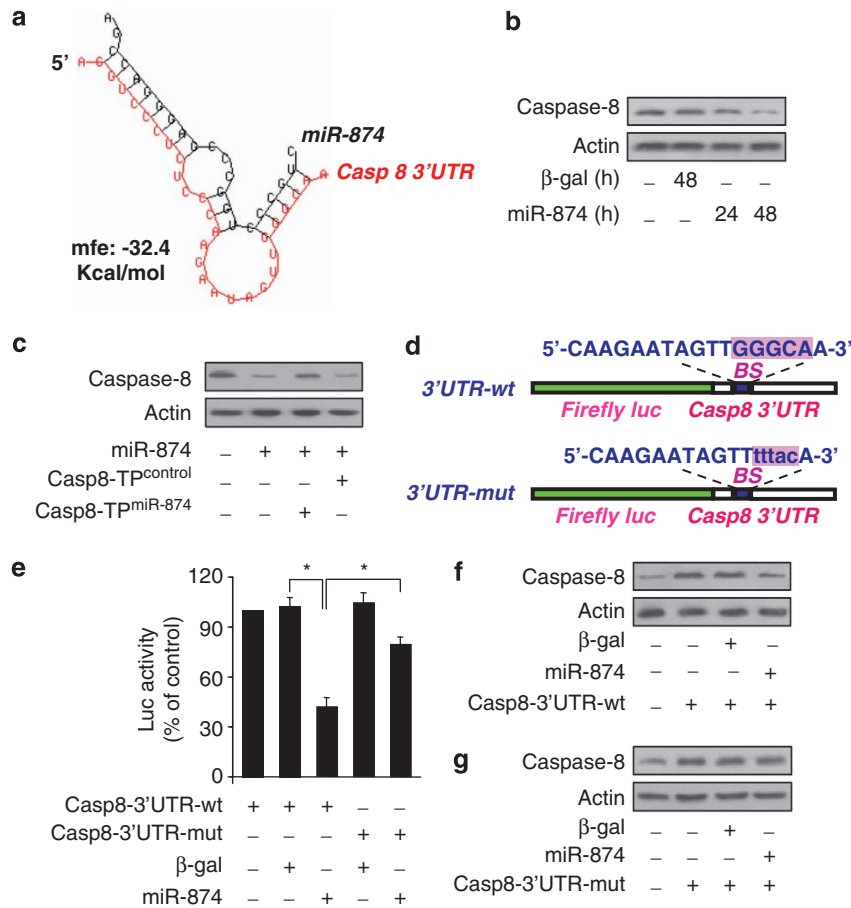 a
5'
miR-874
Casp 8 3'UTR
mfe: -32.4
Kcal/mol
b
Caspase-8
Actin
β-gal (h) – 48 – –
miR-874 (h) – – 24 48
c
Caspase-8
Actin
miR-874 – + + +
Casp8-TPcontrol – – – +
Casp8-TPmiR-874 – – + –
d
5'-CAAGAATAGTTGGGCAA-3'
BS
3'UTR-wt
Firefly luc Casp8 3'UTR
5'-CAAGAATAGTTtttacA-3'
BS
3'UTR-mut
Firefly luc Casp8 3'UTR
e
Luc activity
(% of control)
120
90
60
30
0
* *
Casp8-3'UTR-wt + + + – –
Casp8-3'UTR-mut – – – + +
β-gal – + – + –
miR-874 – – + – +
f
Caspase-8
Actin
β-gal – – + –
miR-874 – – – +
Casp8-3'UTR-wt – + + +
g
Caspase-8
Actin
β-gal – – + –
miR-874 – – – +
Casp8-3'UTR-mut – + + +